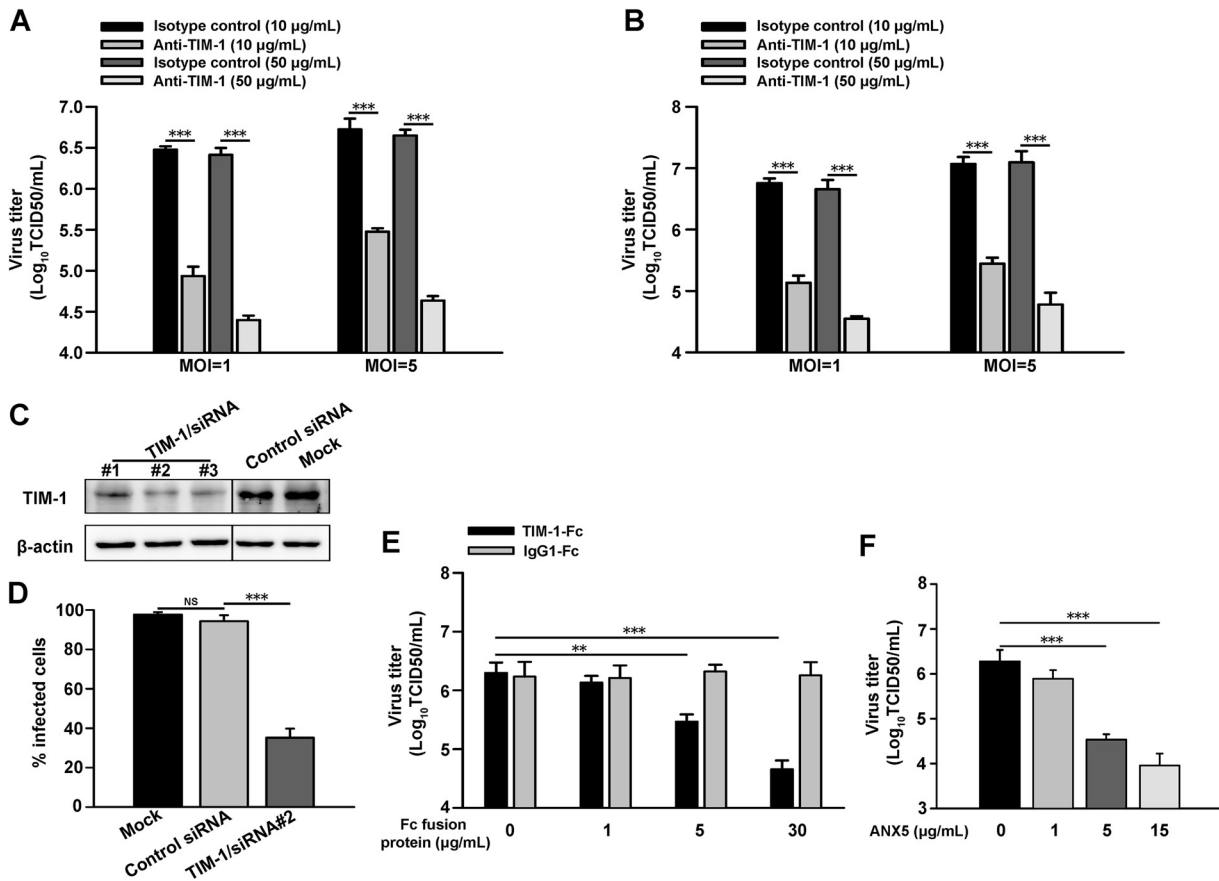 A
Isotype control (10 µg/mL)
Anti-TIM-1 (10 µg/mL)
Isotype control (50 µg/mL)
Anti-TIM-1 (50 µg/mL)
Virus titer
(Log₁₀TCID50/mL)
7.0
6.5
6.0
5.5
5.0
4.5
4.0
***
***
***
***
MOI=1
MOI=5
B
Isotype control (10 µg/mL)
Anti-TIM-1 (10 µg/mL)
Isotype control (50 µg/mL)
Anti-TIM-1 (50 µg/mL)
Virus titer
(Log₁₀TCID50/mL)
8
7
6
5
4
***
***
***
***
MOI=1
MOI=5
C
TIM-1/siRNA
Control siRNA
Mock
#1 #2 #3
TIM-1
β-actin
D
% infected cells
100
80
60
40
20
0
NS
***
Mock
Control siRNA
TIM-1/siRNA#2
E
TIM-1-Fc
IgG1-Fc
Virus titer
(Log₁₀TCID50/mL)
8
7
6
5
4
***
**
Fc fusion
protein (µg/mL)
0 1 5 30
F
Virus titer
(Log₁₀TCID50/mL)
8
7
6
5
4
3
***
***
ANX5 (µg/mL) 0 1 5 15